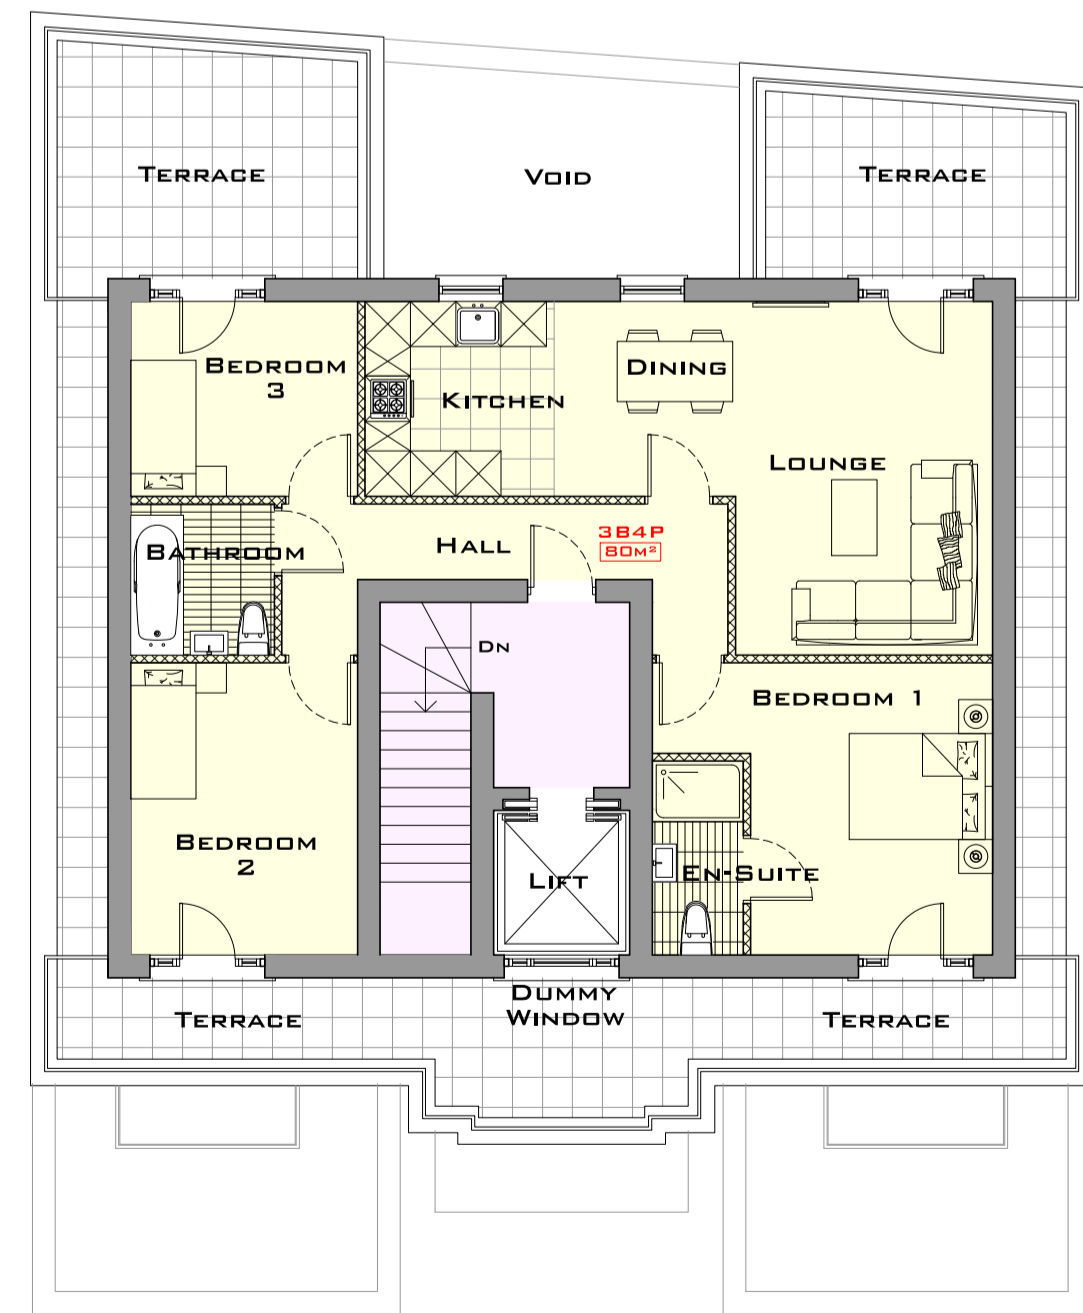 TERRACE
VOID
TERRACE
BEDROOM
3
DINING
KITCHEN
LOUNGE
BATHROOM
HALL
3B4P
80M²
DN
BEDROOM 1
BEDROOM
2
LIFT
EN-SUITE
DUMMY
WINDOW
TERRACE
TERRACE